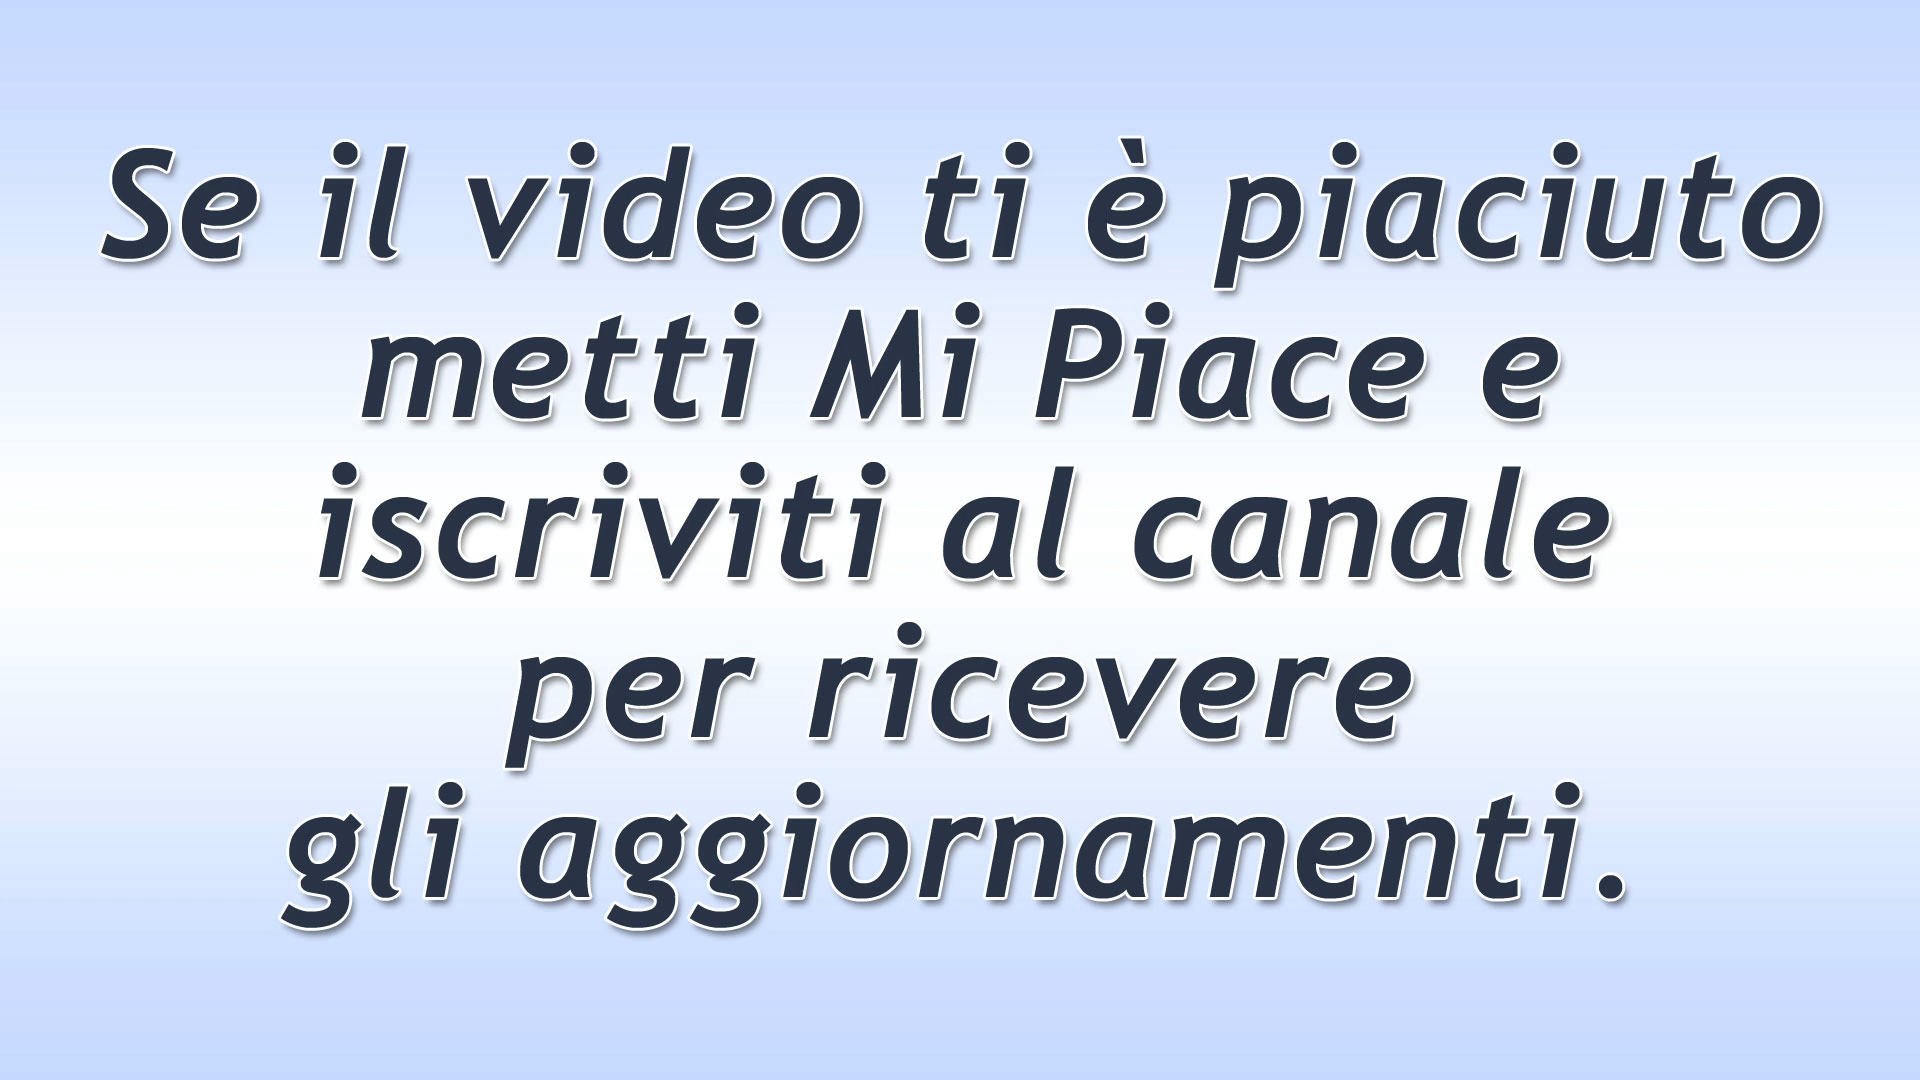 Se il video ti è piaciuto
metti Mi Piace e
iscriviti al canale
per ricevere
gli aggiornamenti.